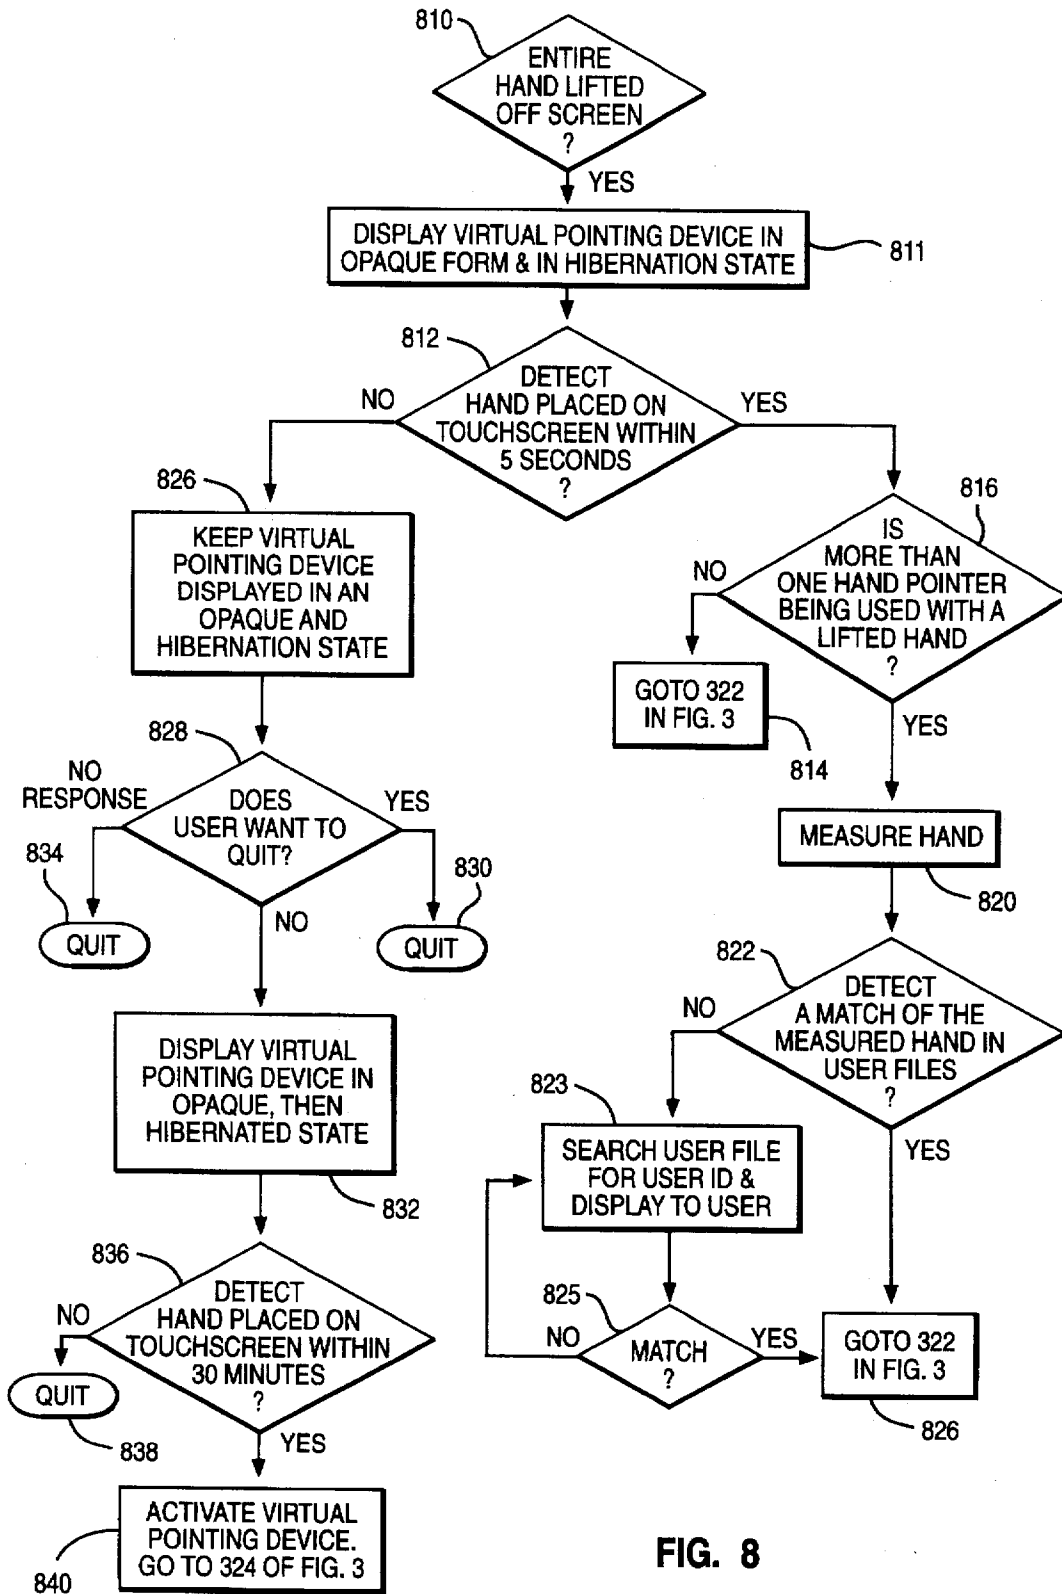 810
ENTIRE
HAND LIFTED
OFF SCREEN
?
YES
DISPLAY VIRTUAL POINTING DEVICE IN
OPAQUE FORM & IN HIBERNATION STATE
811
812
DETECT
HAND PLACED ON
TOUCHSCREEN WITHIN
5 SECONDS
?
NO
YES
826
KEEP VIRTUAL
POINTING DEVICE
DISPLAYED IN AN
OPAQUE AND
HIBERNATION STATE
828
DOES
USER WANT TO
QUIT?
NO
RESPONSE
YES
834
QUIT
830
QUIT
NO
DISPLAY VIRTUAL
POINTING DEVICE IN
OPAQUE, THEN
HIBERNATED STATE
832
836
DETECT
HAND PLACED ON
TOUCHSCREEN WITHIN
30 MINUTES
?
NO
QUIT
838
YES
ACTIVATE VIRTUAL
POINTING DEVICE.
GO TO 324 OF FIG. 3
840
816
IS
MORE THAN
ONE HAND POINTER
BEING USED WITH A
LIFTED HAND
?
NO
GOTO 322
IN FIG. 3
814
YES
MEASURE HAND
820
822
DETECT
A MATCH OF THE
MEASURED HAND IN
USER FILES
?
NO
823
SEARCH USER FILE
FOR USER ID &
DISPLAY TO USER
825
MATCH
?
NO
YES
YES
GOTO 322
IN FIG. 3
826
FIG. 8